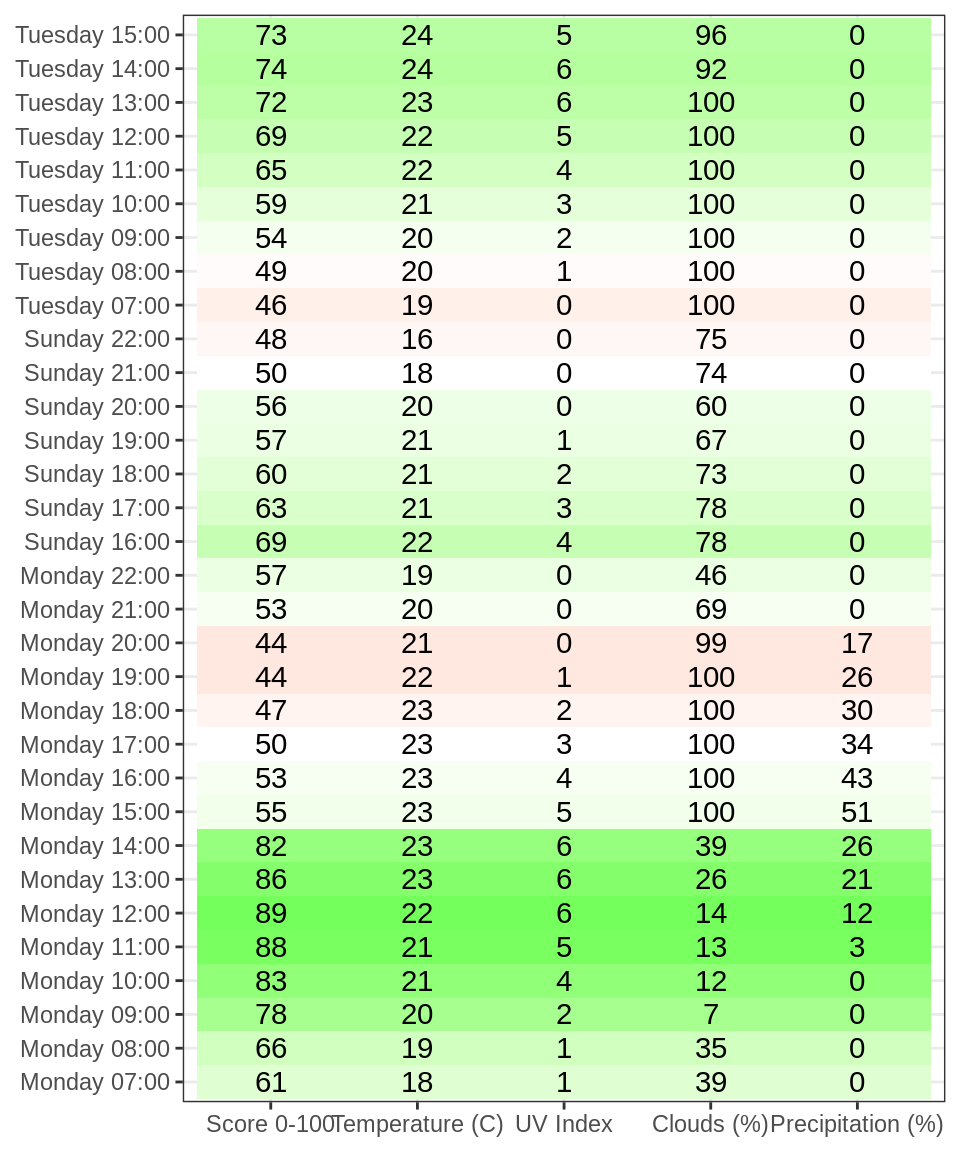 Tuesday 15:00 73 24 5 96 0
Tuesday 14:00 74 24 6 92 0
Tuesday 13:00 72 23 6 100 0
Tuesday 12:00 69 22 5 100 0
Tuesday 11:00 65 22 4 100 0
Tuesday 10:00 59 21 3 100 0
Tuesday 09:00 54 20 2 100 0
Tuesday 08:00 49 20 1 100 0
Tuesday 07:00 46 19 0 100 0
Sunday 22:00 48 16 0 75 0
Sunday 21:00 50 18 0 74 0
Sunday 20:00 56 20 0 60 0
Sunday 19:00 57 21 1 67 0
Sunday 18:00 60 21 2 73 0
Sunday 17:00 63 21 3 78 0
Sunday 16:00 69 22 4 78 0
Monday 22:00 57 19 0 46 0
Monday 21:00 53 20 0 69 0
Monday 20:00 44 21 0 99 17
Monday 19:00 44 22 1 100 26
Monday 18:00 47 23 2 100 30
Monday 17:00 50 23 3 100 34
Monday 16:00 53 23 4 100 43
Monday 15:00 55 23 5 100 51
Monday 14:00 82 23 6 39 26
Monday 13:00 86 23 6 26 21
Monday 12:00 89 22 6 14 12
Monday 11:00 88 21 5 13 3
Monday 10:00 83 21 4 12 0
Monday 09:00 78 20 2 7 0
Monday 08:00 66 19 1 35 0
Monday 07:00 61 18 1 39 0
Score 0-100 Temperature (C) UV Index Clouds (%) Precipitation (%)